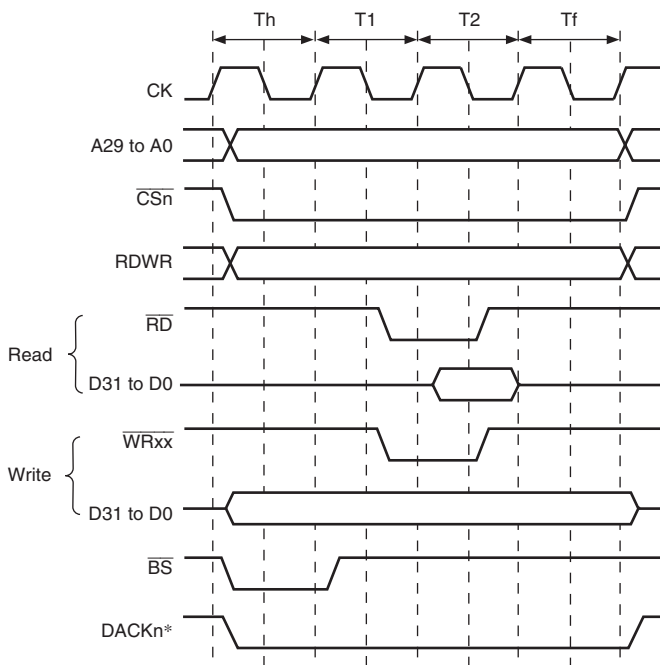 Th T1 T2 Tf
CK
A29 to A0
CSn
RDWR
RD
Read
D31 to D0
WRxx
Write
D31 to D0
BS
DACKn*